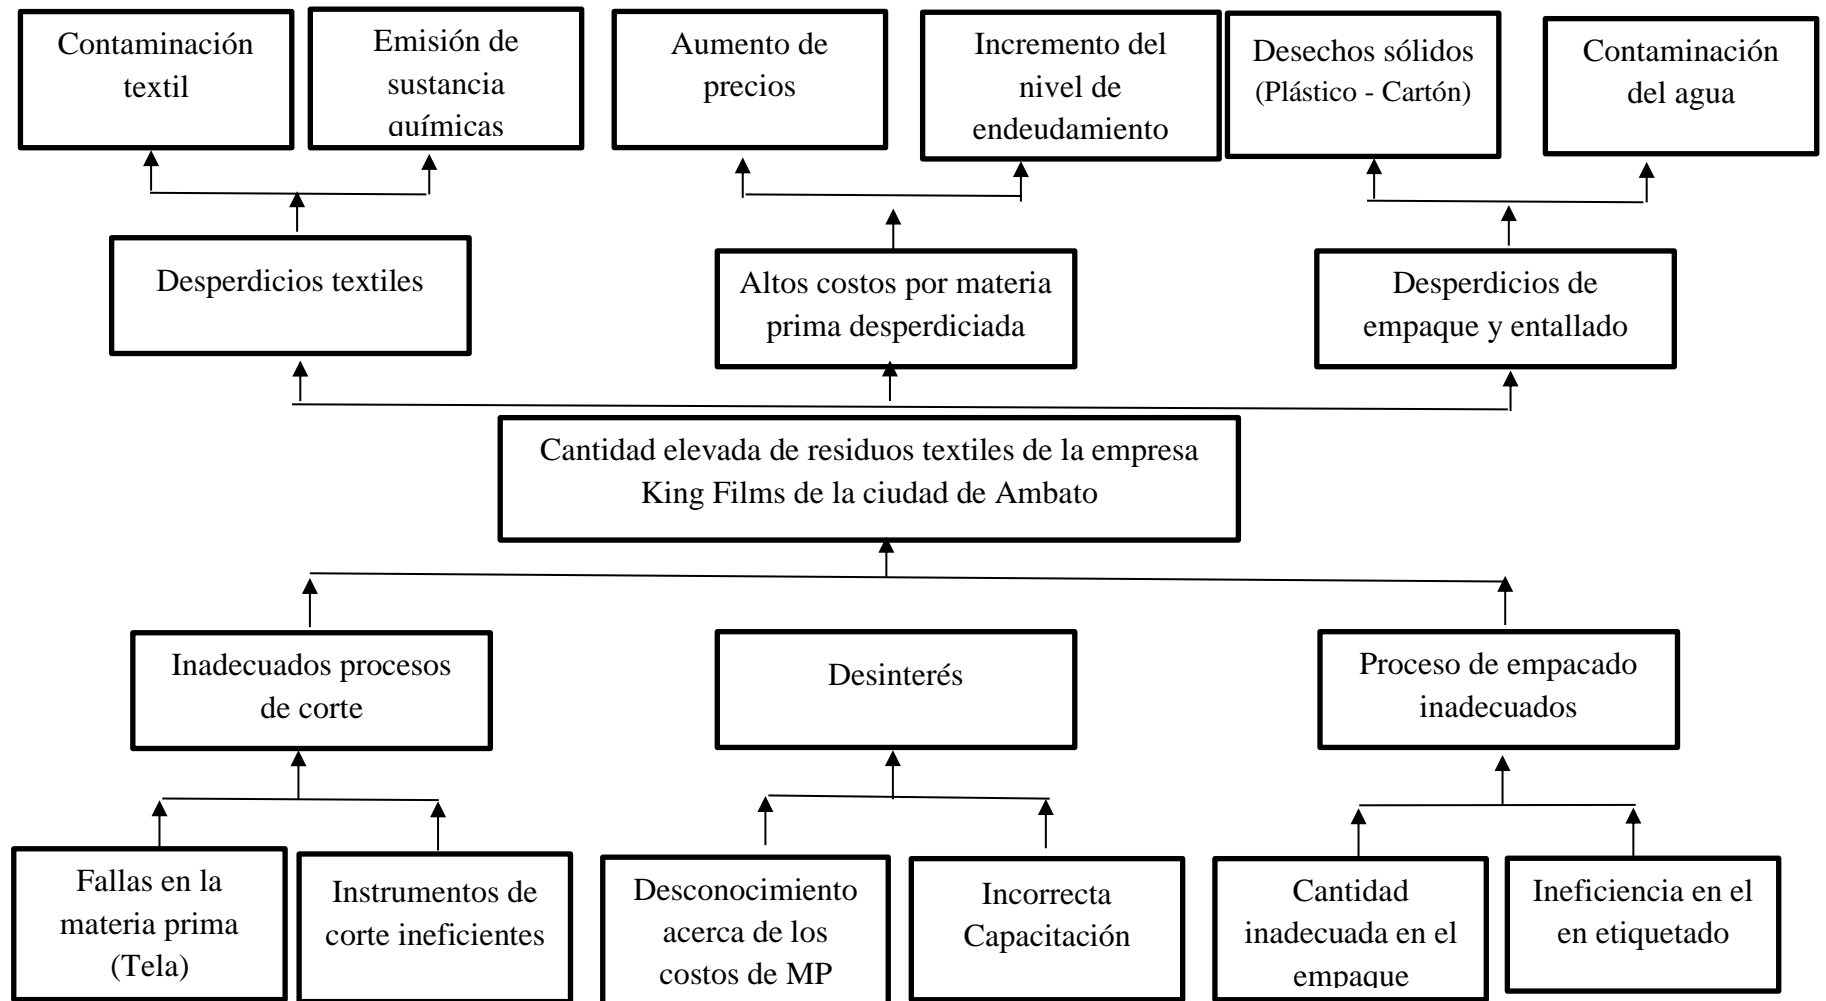 Contaminación
textil
Emisión de
sustancia
químicas
Aumento de
precios
Incremento del
nivel de
endeudamiento
Desechos sólidos
(Plástico - Cartón)
Contaminación
del agua
Desperdicios textiles
Altos costos por materia
prima desperdiciada
Desperdicios de
empaque y entallado
Cantidad elevada de residuos textiles de la empresa
King Films de la ciudad de Ambato
Inadecuados procesos
de corte
Desinterés
Proceso de empacado
inadecuados
Fallas en la
materia prima
(Tela)
Instrumentos de
corte ineficientes
Desconocimiento
acerca de los
costos de MP
Incorrecta
Capacitación
Cantidad
inadecuada en el
empaque
Ineficiencia en el
en etiquetado